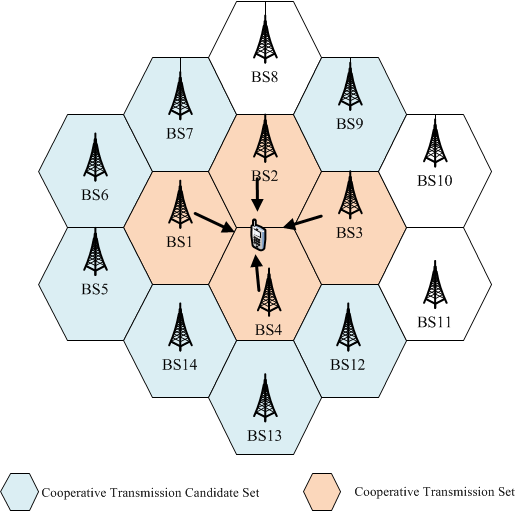 BS8
BS7
BS9
BS2
BS6
BS10
BS1
BS3
BS5
BS4
BS11
BS14
BS12
BS13
Cooperative Transmission Candidate Set
Cooperative Transmission Set